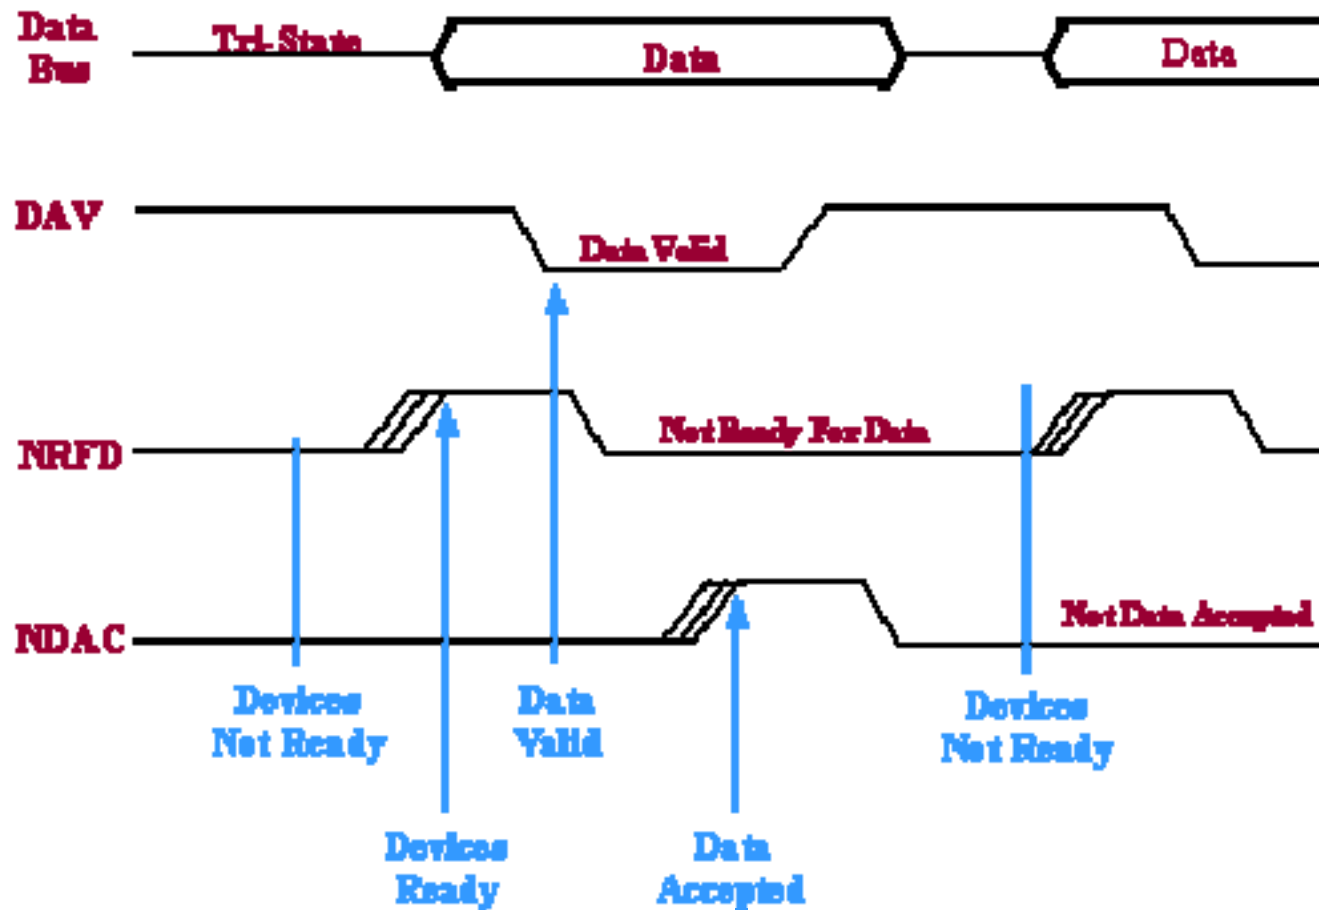 Data
Bus
Tri-State
Data
Data
DAV
Data Valid
NRFD
Not Ready For Data
NDAC
Not Data Accepted
Devices
Not Ready
Data
Valid
Devices
Not Ready
Devices
Ready
Data
Accepted